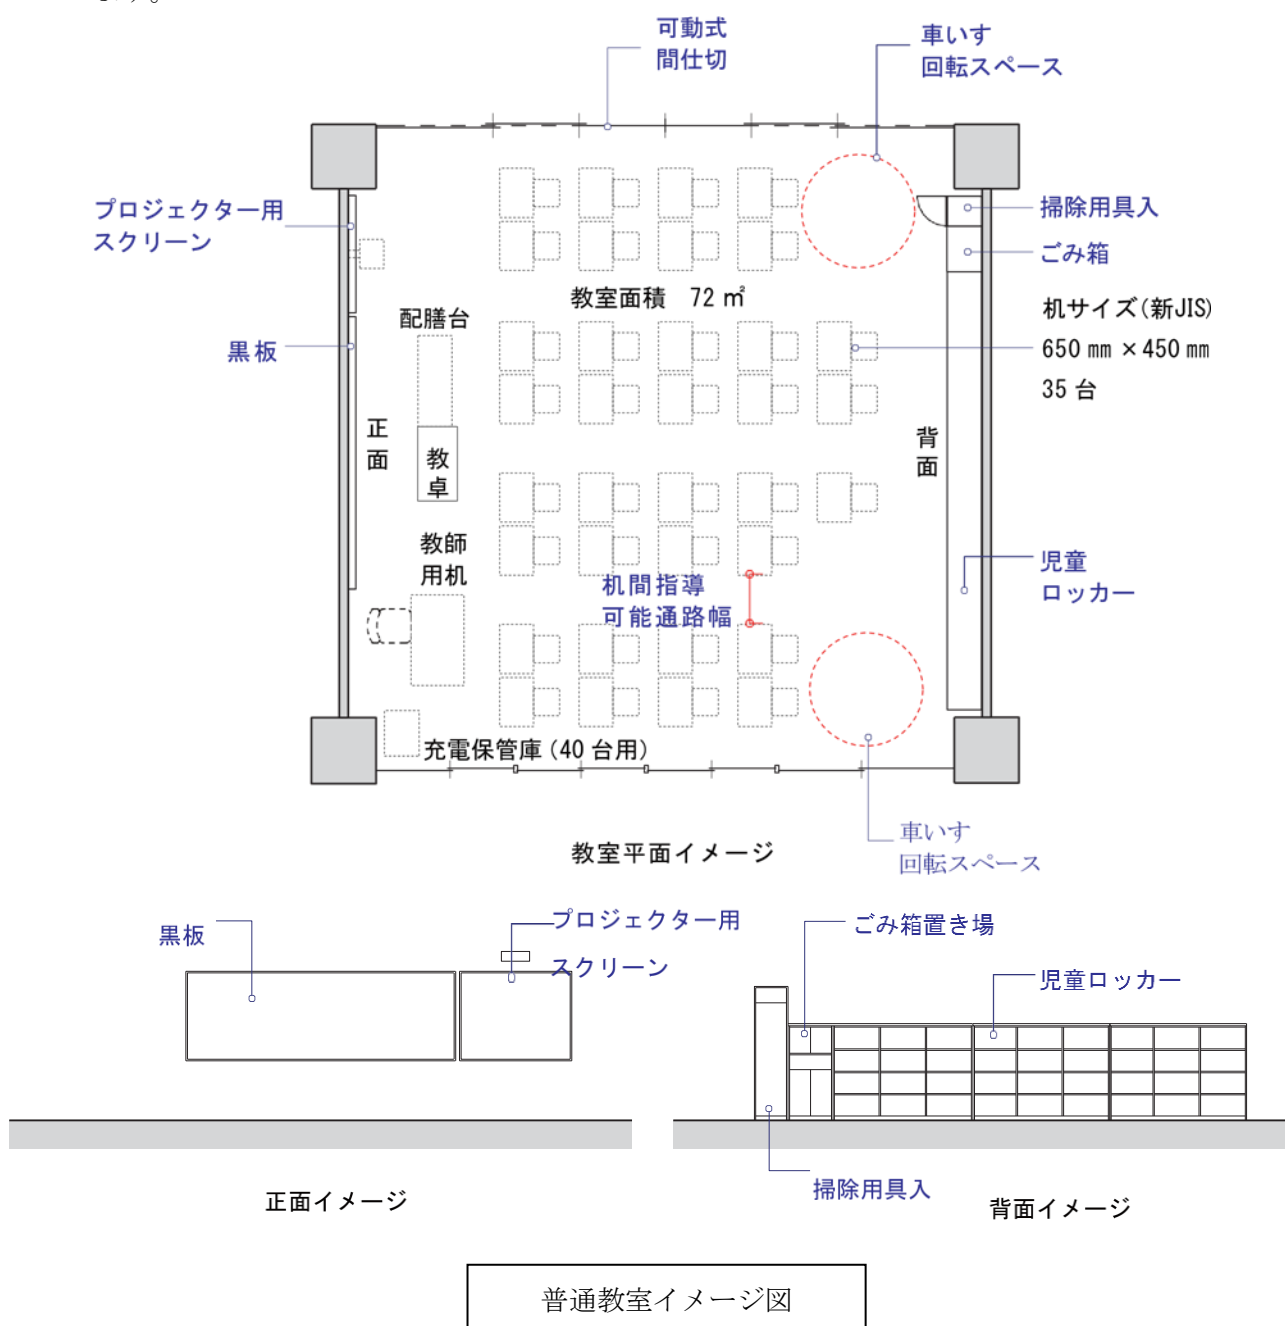 ます。
可動式
間仕切
車いす
回転スペース
プロジェクター用
スクリーン
掃除用具入
ごみ箱
教室面積　72 ㎡
机サイズ(新JIS)
650 ㎜ ×450 ㎜
35 台
配膳台
黒板
正
面
教
卓
背
面
教師
用机
机間指導
可能通路幅
児童
ロッカー
充電保管庫(40 台用)
車いす
回転スペース
教室平面イメージ
黒板
プロジェクター用
スクリーン
ごみ箱置き場
児童ロッカー
掃除用具入
正面イメージ
背面イメージ
普通教室イメージ図